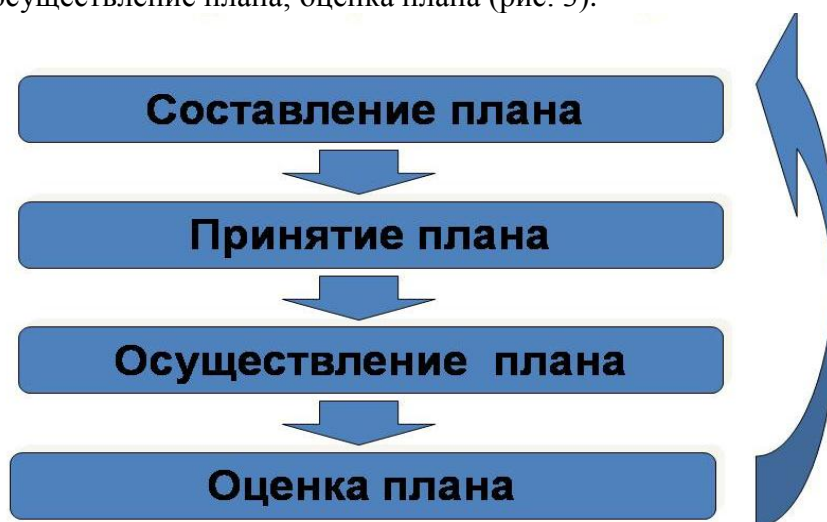 осуществление плана; оценка плана (рис. 3).
Составление плана
Принятие плана
Осуществление плана
Оценка плана